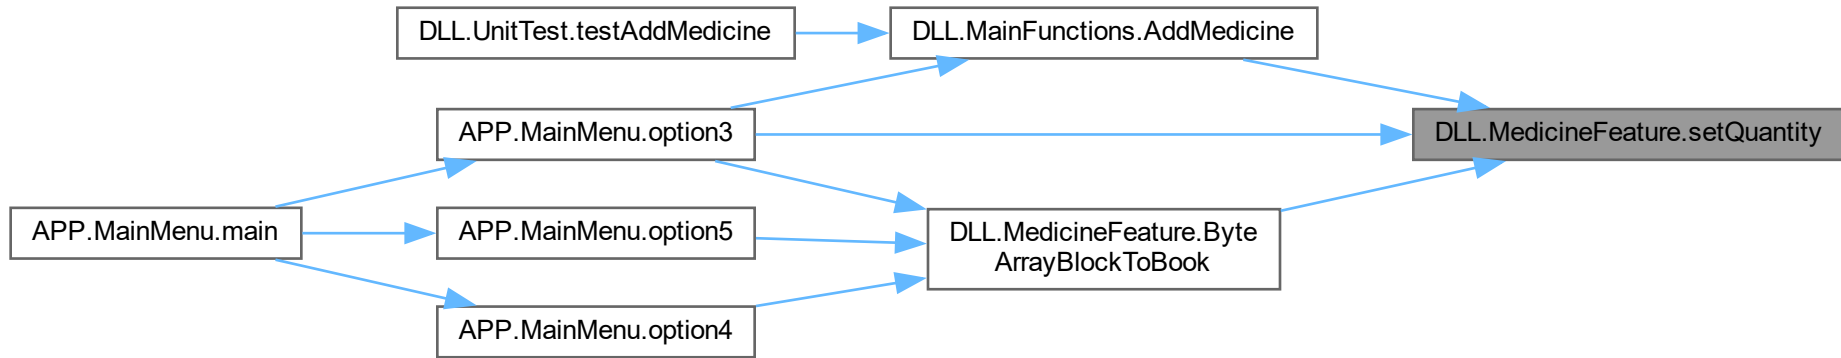 DLL.UnitTest.testAddMedicine
DLL.MainFunctions.AddMedicine
APP.MainMenu.option3
DLL.MedicineFeature.setQuantity
APP.MainMenu.main
APP.MainMenu.option5
DLL.MedicineFeature.Byte
ArrayBlockToBook
APP.MainMenu.option4